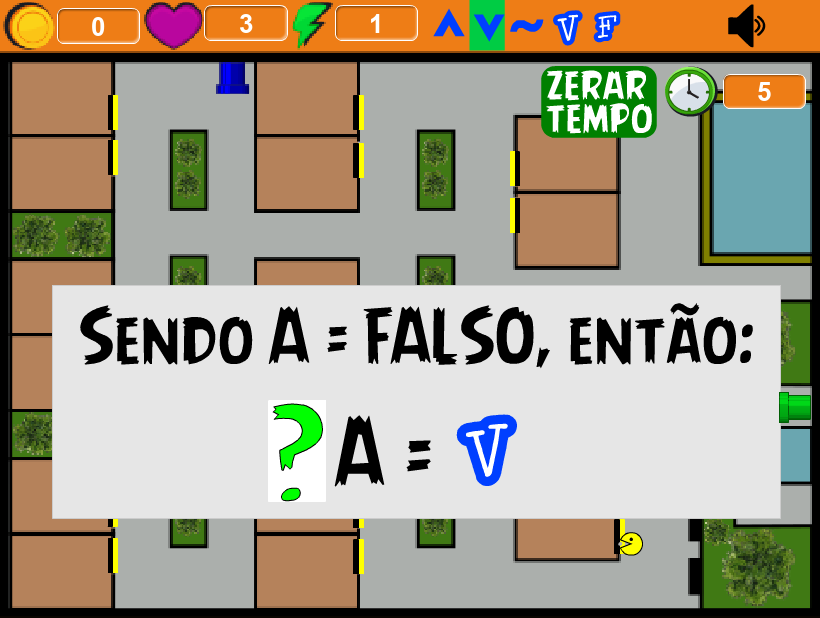 0 3 1 ∧ ∨ ~ V F
ZERAR
TEMPO
5
SENDO A = FALSO, ENTÃO:
? A = V